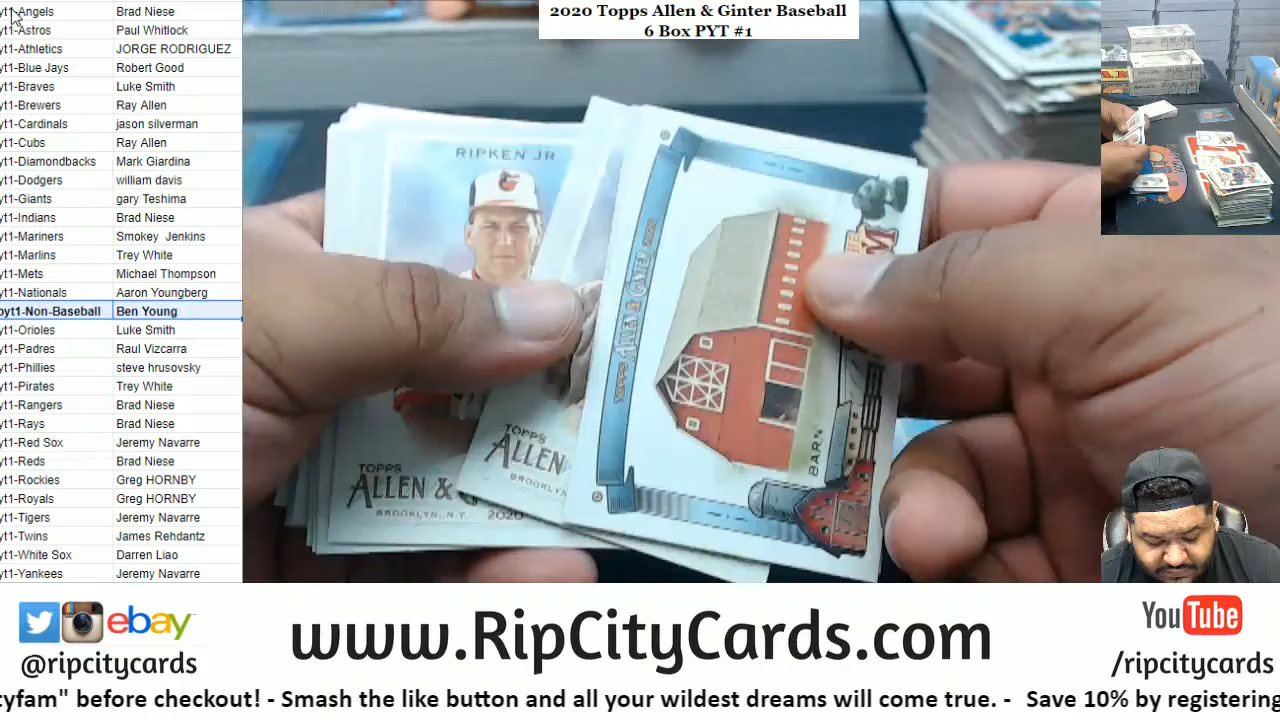 yt1-Angels Brad Niese
yt1-Astros Paul Whitlock
yt1-Athletics JORGE RODRIGUEZ
yt1-Blue Jays Robert Good
yt1-Braves Luke Smith
yt1-Brewers Ray Allen
yt1-Cardinals jason silverman
yt1-Cubs Ray Allen
yt1-Diamondbacks Mark Giardina
yt1-Dodgers william davis
yt1-Giants gary Teshima
yt1-Indians Brad Niese
yt1-Mariners Smokey Jenkins
yt1-Marlins Trey White
yt1-Mets Michael Thompson
yt1-Nationals Aaron Youngberg
pyt1-Non-Baseball Ben Young
yt1-Orioles Luke Smith
yt1-Padres Raul Vizcarra
yt1-Phillies steve hrusovsky
yt1-Pirates Trey White
yt1-Rangers Brad Niese
yt1-Rays Brad Niese
yt1-Red Sox Jeremy Navarre
yt1-Reds Brad Niese
yt1-Rockies Greg HORNBY
yt1-Royals Greg HORNBY
yt1-Tigers Jeremy Navarre
yt1-Twins James Rehdantz
yt1-White Sox Darren Liao
yt1-Yankees Jeremy Navarre
2020 Topps Allen & Ginter Baseball
6 Box PYT #1
RIPKEN JR
TOPPS
ALLEN &
BROOKLYN, N.Y. 2020
TOPPS
ALLEN
BROOKLYN
TOPPS ALLEN & GINTER 2020
BARN
ebay
@ripcitycards
www.RipCityCards.com
YouTube
/ripcitycards
tyfam" before checkout! - Smash the like button and all your wildest dreams will come true. - Save 10% by registering